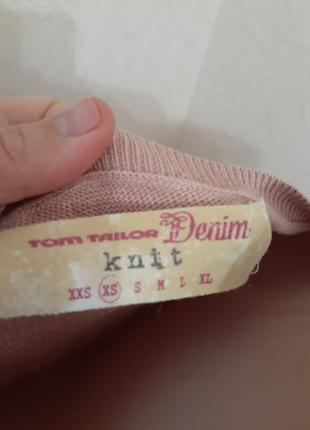 TOM TAILOR Denim
knit
XXS XS S M L XL